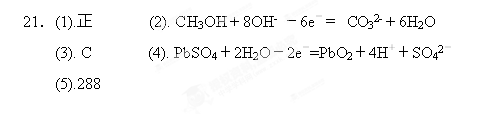 21. (1).正 (2). CH₃OH + 8OH⁻ − 6e⁻ = CO₃²⁻ + 6H₂O
(3). C (4). PbSO₄ + 2H₂O − 2e⁻ =PbO₂ + 4H⁺ + SO₄²⁻
(5).288